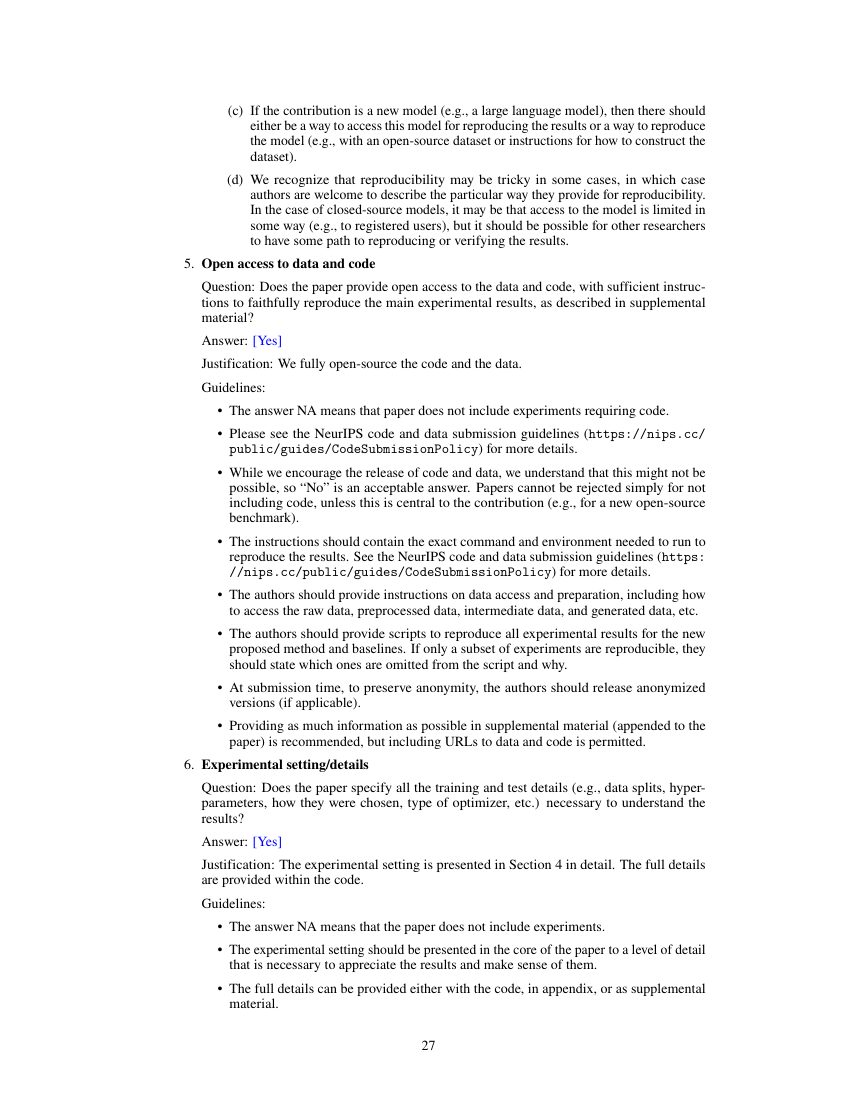 (c) If the contribution is a new model (e.g., a large language model), then there should
either be a way to access this model for reproducing the results or a way to reproduce
the model (e.g., with an open-source dataset or instructions for how to construct the
dataset).
(d) We recognize that reproducibility may be tricky in some cases, in which case
authors are welcome to describe the particular way they provide for reproducibility.
In the case of closed-source models, it may be that access to the model is limited in
some way (e.g., to registered users), but it should be possible for other researchers
to have some path to reproducing or verifying the results.
5. Open access to data and code
Question: Does the paper provide open access to the data and code, with sufficient instruc-
tions to faithfully reproduce the main experimental results, as described in supplemental
material?
Answer: [Yes]
Justification: We fully open-source the code and the data.
Guidelines:
• The answer NA means that paper does not include experiments requiring code.
• Please see the NeurIPS code and data submission guidelines (https://nips.cc/
public/guides/CodeSubmissionPolicy) for more details.
• While we encourage the release of code and data, we understand that this might not be
possible, so “No” is an acceptable answer. Papers cannot be rejected simply for not
including code, unless this is central to the contribution (e.g., for a new open-source
benchmark).
• The instructions should contain the exact command and environment needed to run to
reproduce the results. See the NeurIPS code and data submission guidelines (https:
//nips.cc/public/guides/CodeSubmissionPolicy) for more details.
• The authors should provide instructions on data access and preparation, including how
to access the raw data, preprocessed data, intermediate data, and generated data, etc.
• The authors should provide scripts to reproduce all experimental results for the new
proposed method and baselines. If only a subset of experiments are reproducible, they
should state which ones are omitted from the script and why.
• At submission time, to preserve anonymity, the authors should release anonymized
versions (if applicable).
• Providing as much information as possible in supplemental material (appended to the
paper) is recommended, but including URLs to data and code is permitted.
6. Experimental setting/details
Question: Does the paper specify all the training and test details (e.g., data splits, hyper-
parameters, how they were chosen, type of optimizer, etc.) necessary to understand the
results?
Answer: [Yes]
Justification: The experimental setting is presented in Section 4 in detail. The full details
are provided within the code.
Guidelines:
• The answer NA means that the paper does not include experiments.
• The experimental setting should be presented in the core of the paper to a level of detail
that is necessary to appreciate the results and make sense of them.
• The full details can be provided either with the code, in appendix, or as supplemental
material.
27